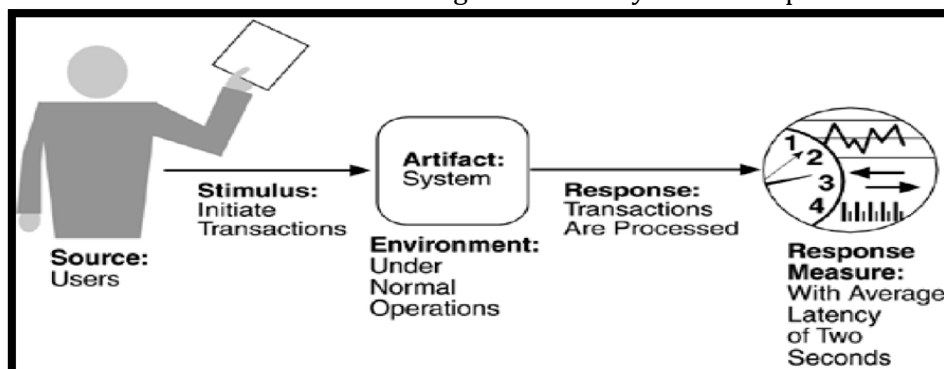 Source:
Users
Stimulus:
Initiate
Transactions
Artifact:
System
Environment:
Under
Normal
Operations
Response:
Transactions
Are Processed
1
2
3
4
Response
Measure:
With Average
Latency
of Two
Seconds